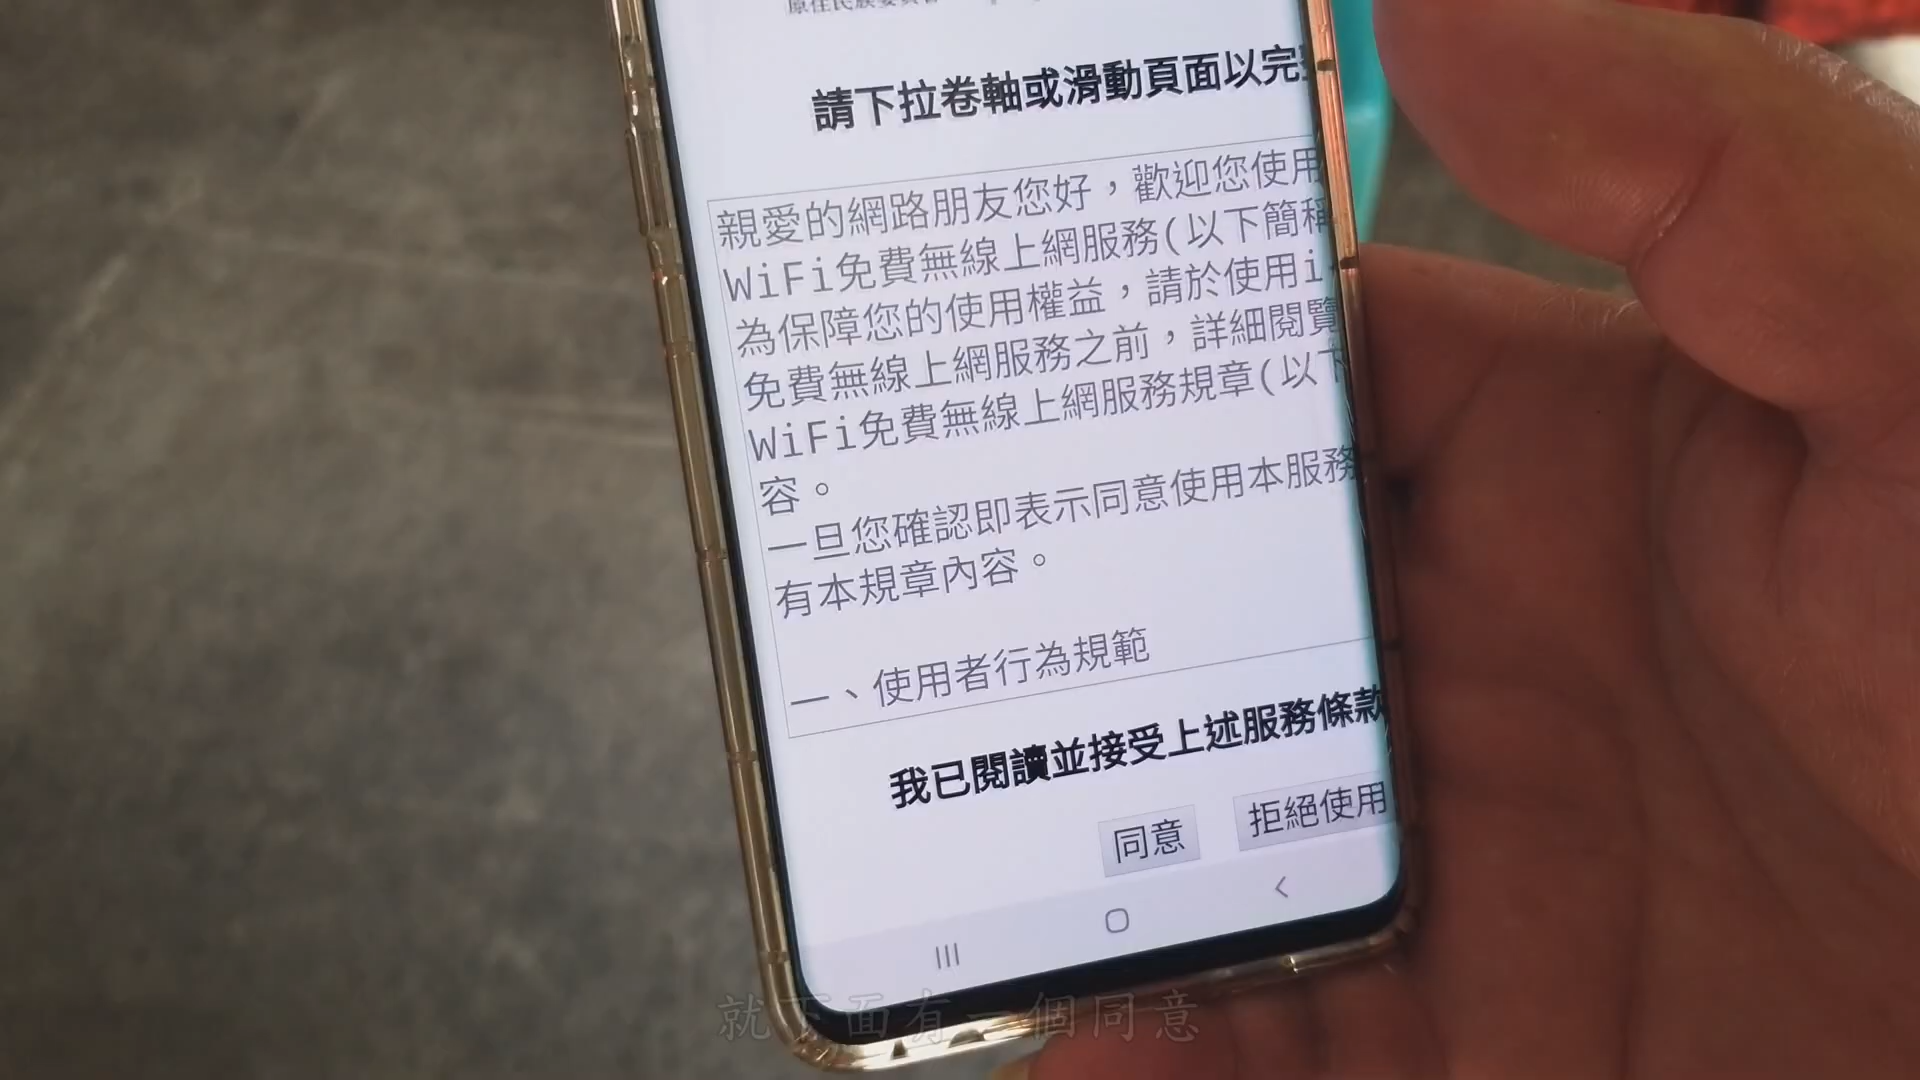 原住民族委員會
請下拉卷軸或滑動頁面以完
親愛的網路朋友您好，歡迎您使用
WiFi免費無線上網服務(以下簡稱
為保障您的使用權益，請於使用i
免費無線上網服務之前，詳細閱覽
WiFi免費無線上網服務規章(以下
容。
一旦您確認即表示同意使用本服務
有本規章內容。
一、使用者行為規範
我已閱讀並接受上述服務條款
同意 拒絕使用
就下面有一個同意